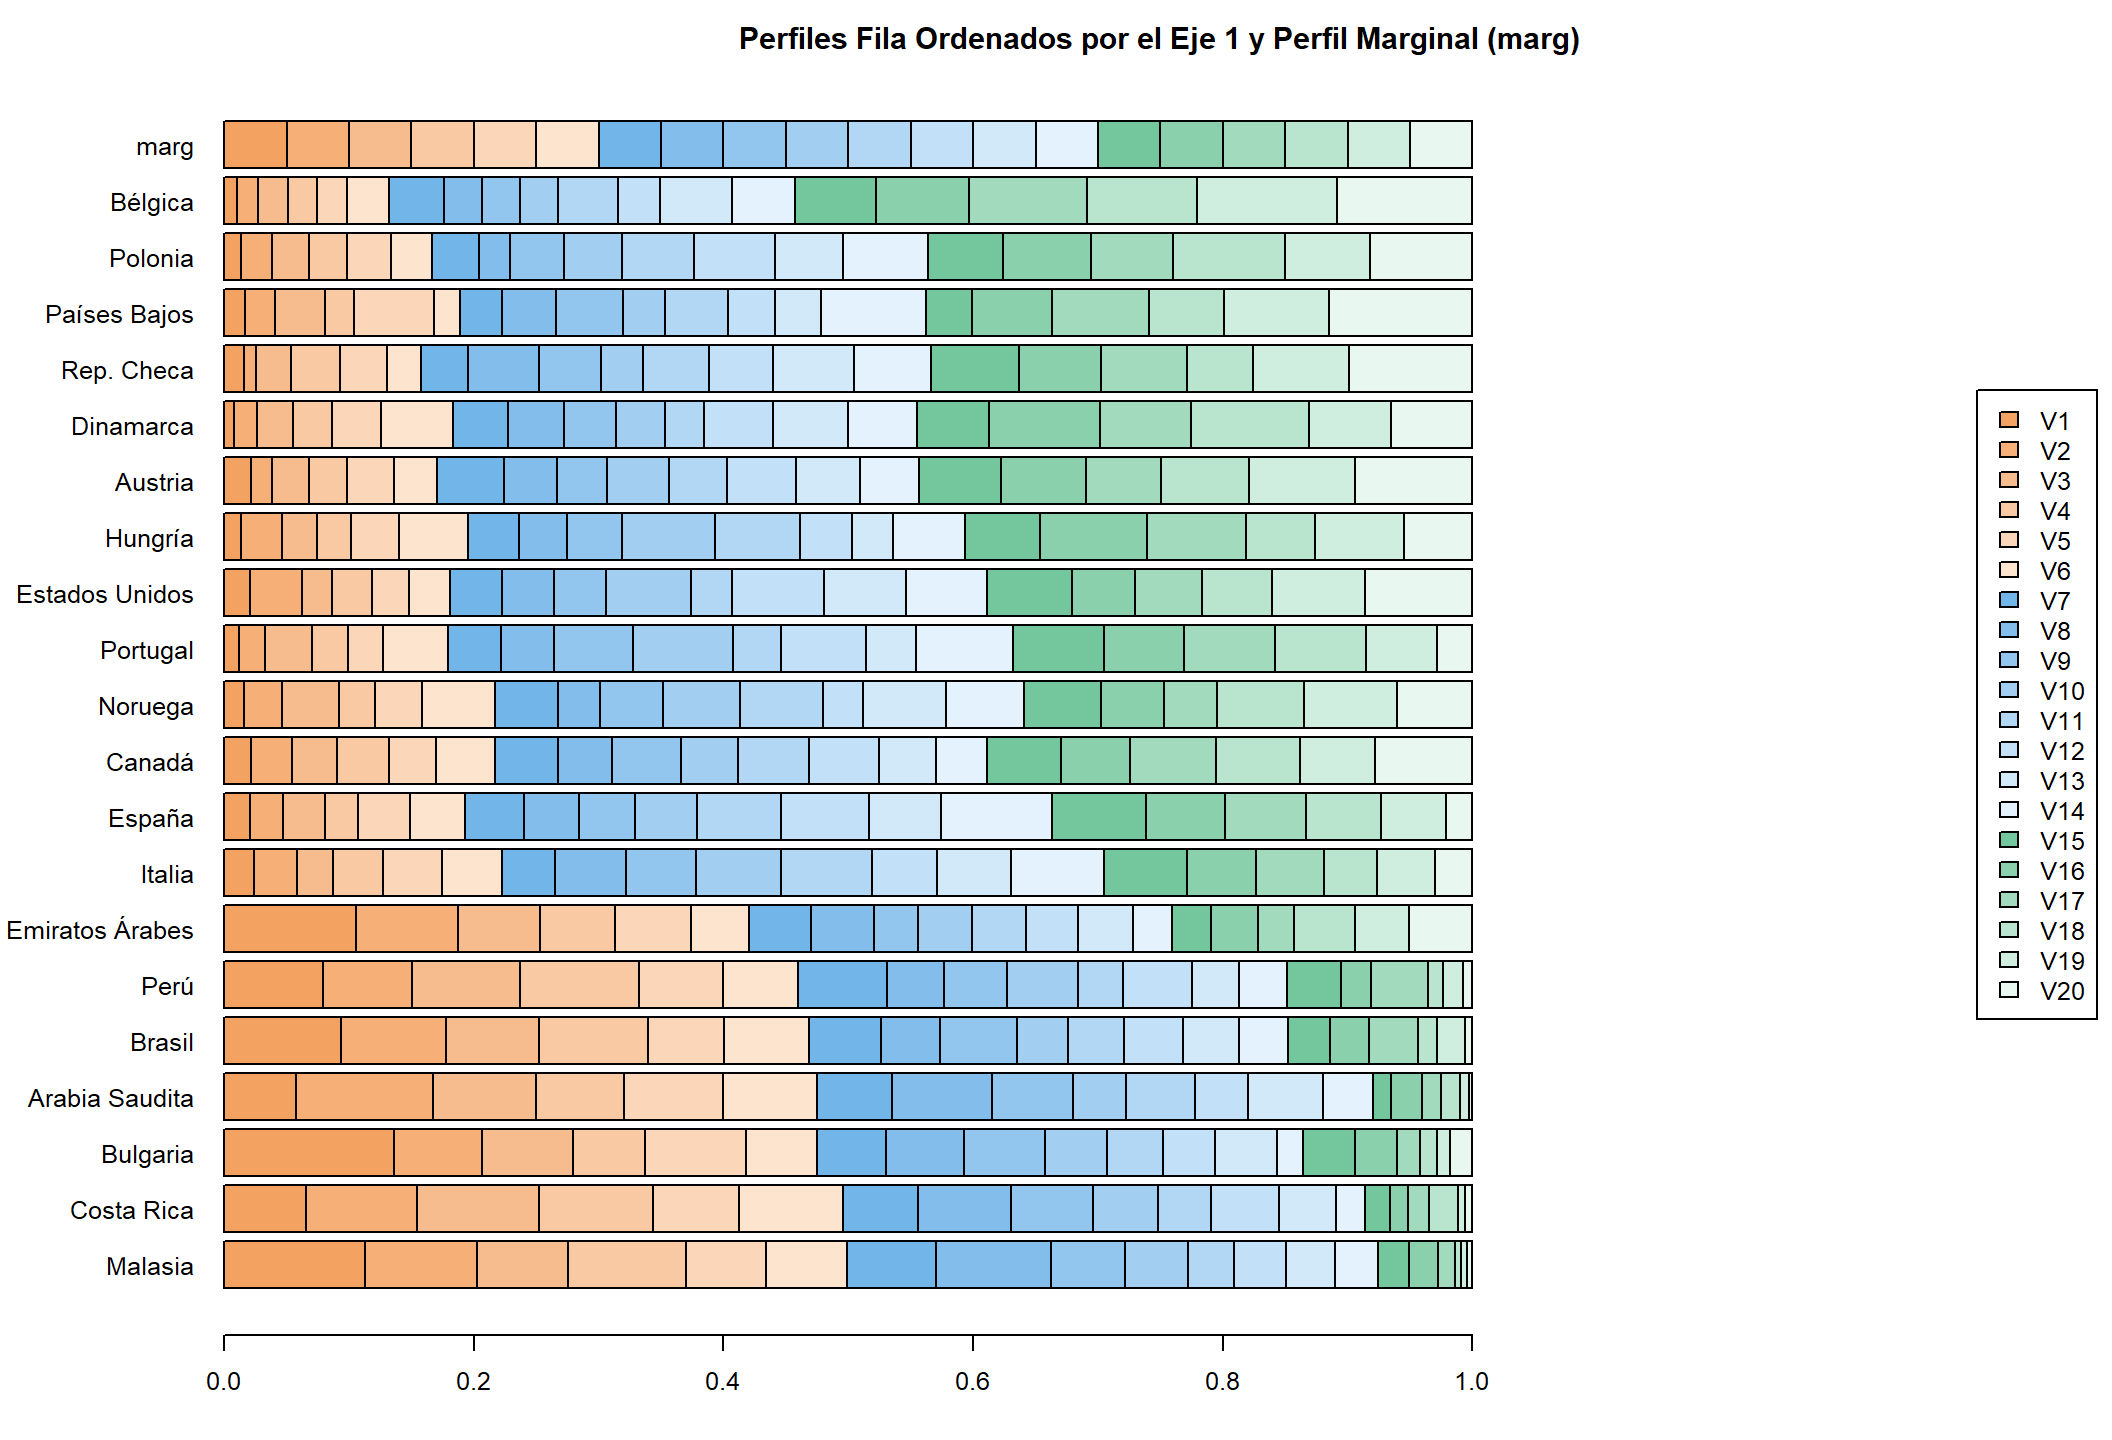 Perfiles Fila Ordenados por el Eje 1 y Perfil Marginal (marg)
marg
Bélgica
Polonia
Países Bajos
Rep. Checa
Dinamarca
Austria
Hungría
Estados Unidos
Portugal
Noruega
Canadá
España
Italia
Emiratos Árabes
Perú
Brasil
Arabia Saudita
Bulgaria
Costa Rica
Malasia
0.0 0.2 0.4 0.6 0.8 1.0
V1
V2
V3
V4
V5
V6
V7
V8
V9
V10
V11
V12
V13
V14
V15
V16
V17
V18
V19
V20